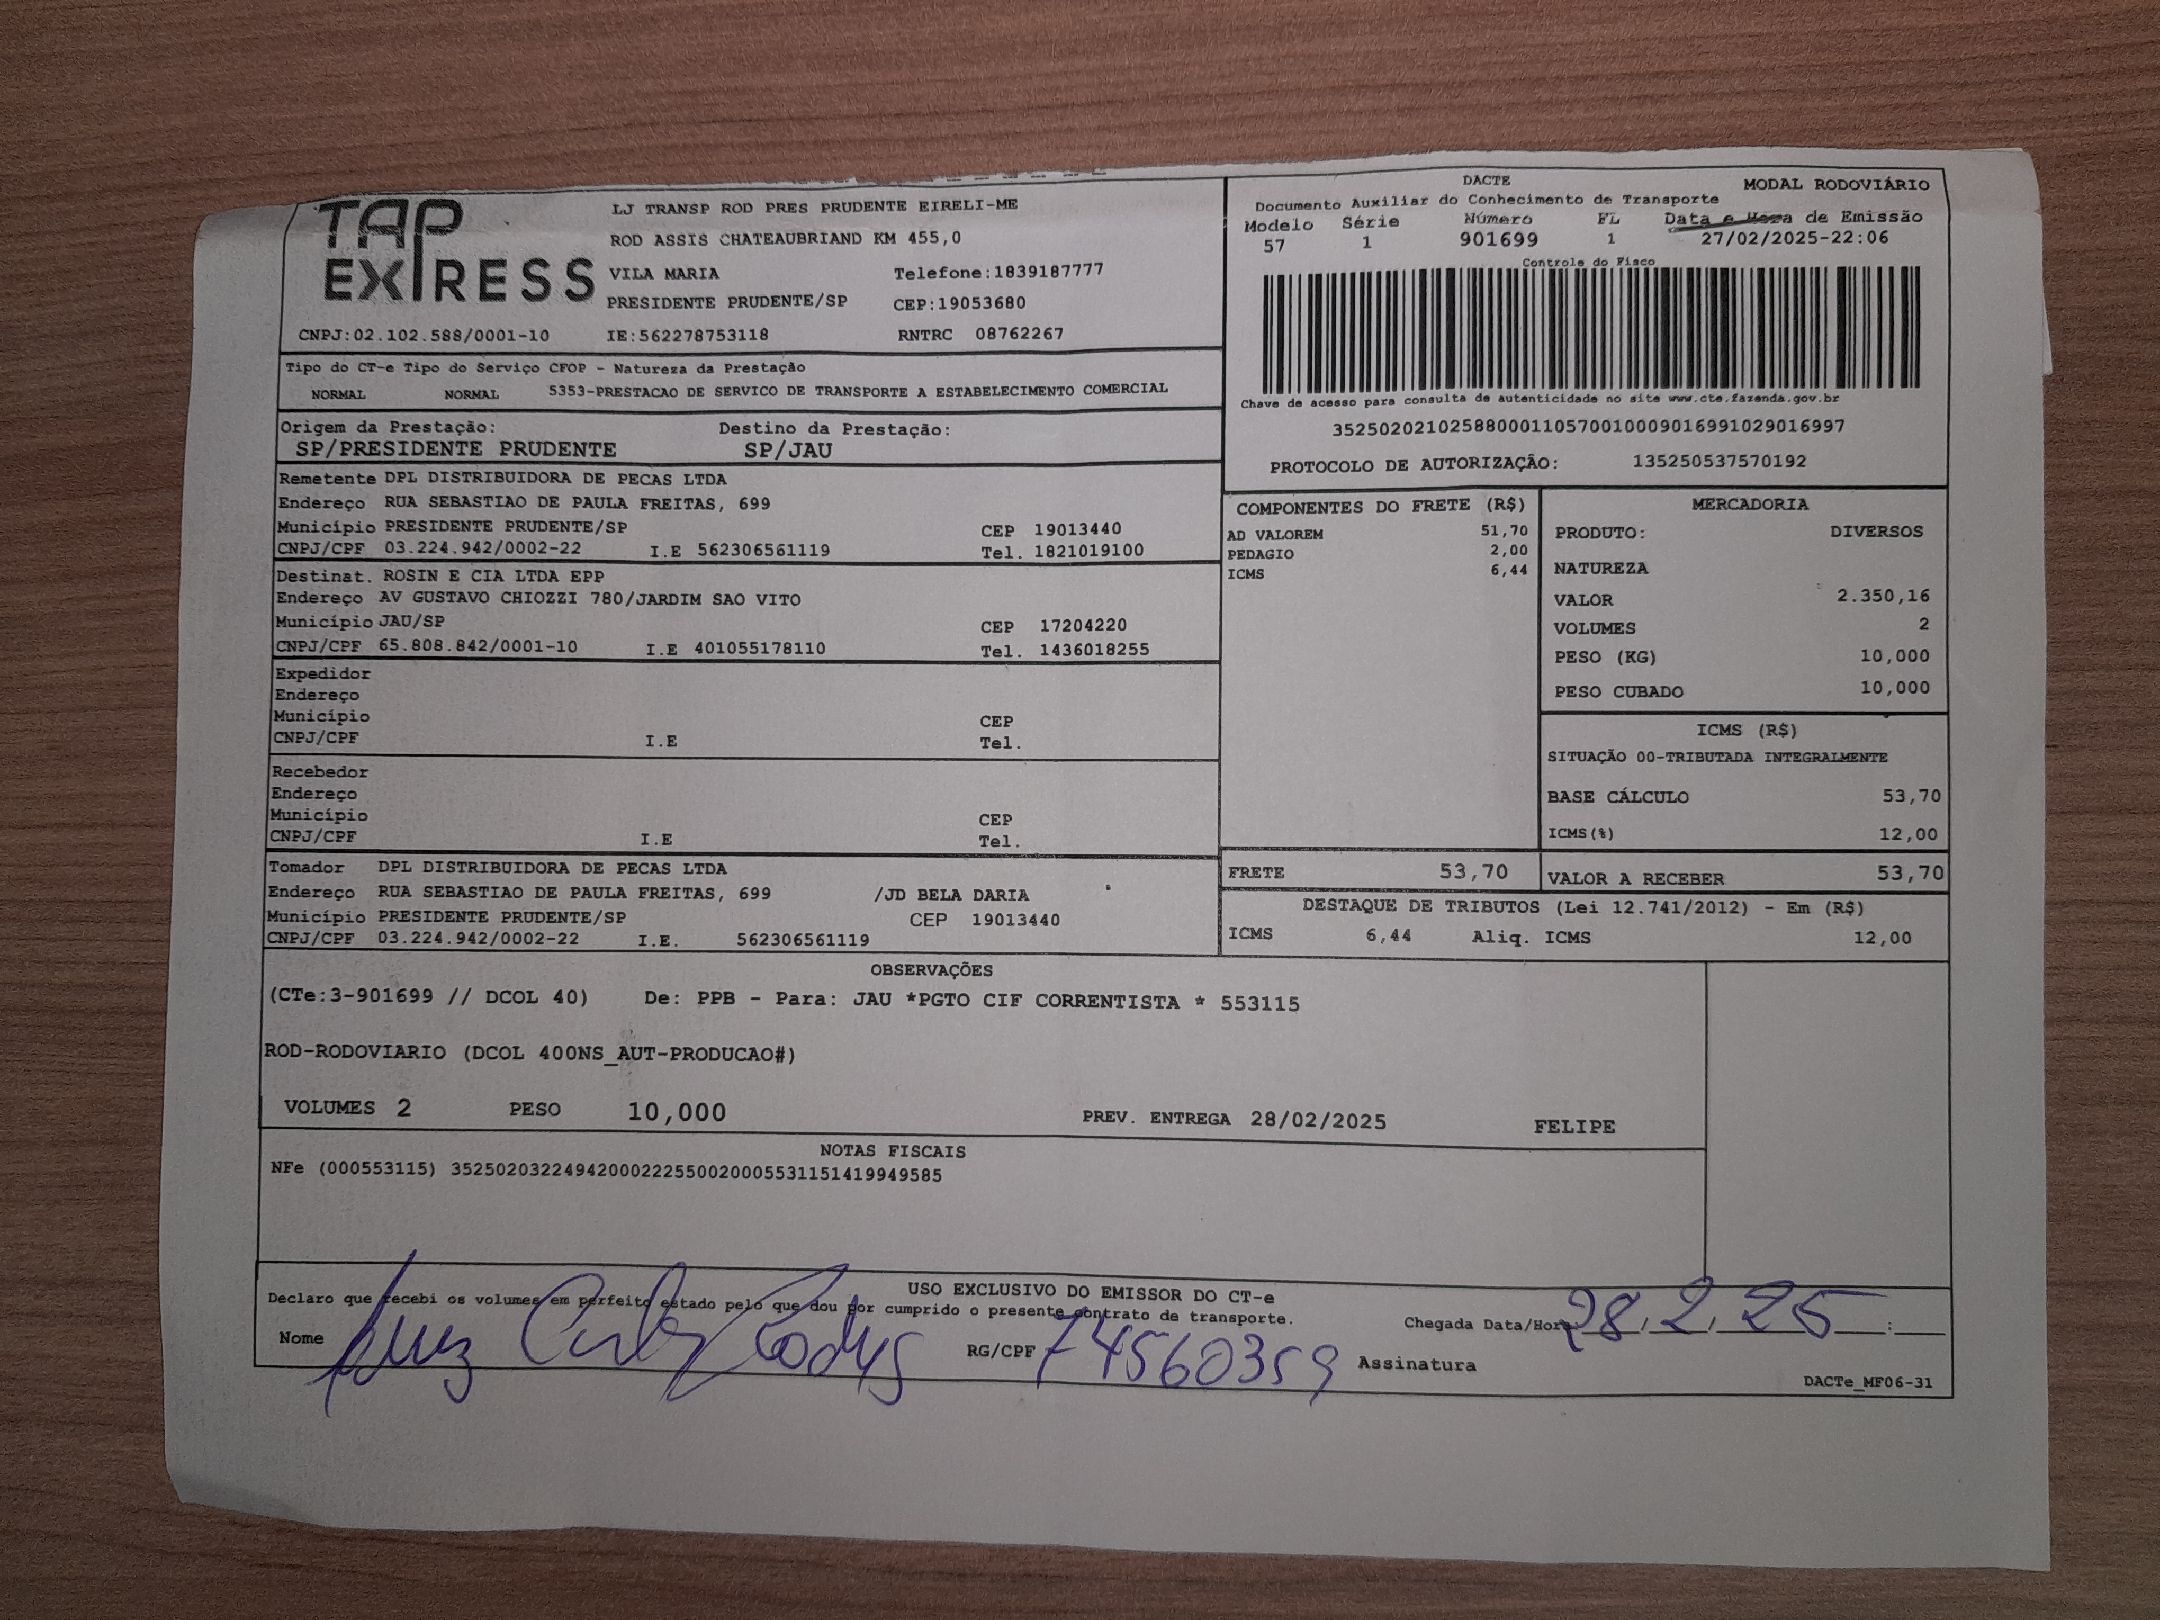 TAP EXPRESS
LJ TRANSP ROD PRES PRUDENTE EIRELI-ME
ROD ASSIS CHATEAUBRIAND KM 455,0
VILA MARIA Telefone:1839187777
PRESIDENTE PRUDENTE/SP CEP:19053680
CNPJ:02.102.588/0001-10 IE:562278753118 RNTRC 08762267
DACTE MODAL RODOVIÁRIO
Documento Auxiliar do Conhecimento de Transporte
Modelo Série Número FL Data e Hora de Emissão
57 1 901699 1 27/02/2025-22:06
Controle do Fisco
Chave de acesso para consulta de autenticidade no site www.cte.fazenda.gov.br
35250202102588000110570010009016991029016997
PROTOCOLO DE AUTORIZAÇÃO: 135250537570192
Tipo do CT-e Tipo do Serviço CFOP - Natureza da Prestação
NORMAL NORMAL 5353-PRESTACAO DE SERVICO DE TRANSPORTE A ESTABELECIMENTO COMERCIAL
Origem da Prestação: Destino da Prestação:
SP/PRESIDENTE PRUDENTE SP/JAU
Remetente DPL DISTRIBUIDORA DE PECAS LTDA
Endereço RUA SEBASTIAO DE PAULA FREITAS, 699
Município PRESIDENTE PRUDENTE/SP CEP 19013440
CNPJ/CPF 03.224.942/0002-22 I.E 562306561119 Tel. 1821019100
Destinat. ROSIN E CIA LTDA EPP
Endereço AV GUSTAVO CHIOZZI 780/JARDIM SAO VITO
Município JAU/SP CEP 17204220
CNPJ/CPF 65.808.842/0001-10 I.E 401055178110 Tel. 1436018255
Expedidor
Endereço
Município CEP
CNPJ/CPF I.E Tel.
Recebedor
Endereço
Município CEP
CNPJ/CPF I.E Tel.
Tomador DPL DISTRIBUIDORA DE PECAS LTDA
Endereço RUA SEBASTIAO DE PAULA FREITAS, 699 /JD BELA DARIA
Município PRESIDENTE PRUDENTE/SP CEP 19013440
CNPJ/CPF 03.224.942/0002-22 I.E. 562306561119
COMPONENTES DO FRETE (R$)
AD VALOREM 51,70
PEDAGIO 2,00
ICMS 6,44
MERCADORIA
PRODUTO: DIVERSOS
NATUREZA
VALOR 2.350,16
VOLUMES 2
PESO (KG) 10,000
PESO CUBADO 10,000
ICMS (R$)
SITUAÇÃO 00-TRIBUTADA INTEGRALMENTE
BASE CÁLCULO 53,70
ICMS(%) 12,00
FRETE 53,70 VALOR A RECEBER 53,70
DESTAQUE DE TRIBUTOS (Lei 12.741/2012) - Em (R$)
ICMS 6,44 Aliq. ICMS 12,00
OBSERVAÇÕES
(CTe:3-901699 // DCOL 40) De: PPB - Para: JAU *PGTO CIF CORRENTISTA * 553115
ROD-RODOVIARIO (DCOL 400NS_AUT-PRODUCAO#)
VOLUMES 2 PESO 10,000 PREV. ENTREGA 28/02/2025 FELIPE
NOTAS FISCAIS
NFe (000553115) 35250203224942000222550020005531151419949585
USO EXCLUSIVO DO EMISSOR DO CT-e
Declaro que recebi os volumes em perfeito estado pelo que dou por cumprido o presente contrato de transporte.
Chegada Data/Hora 28/2/25 :
Nome Luiz RG/CPF 74560359 Assinatura
DACTe_MF06-31